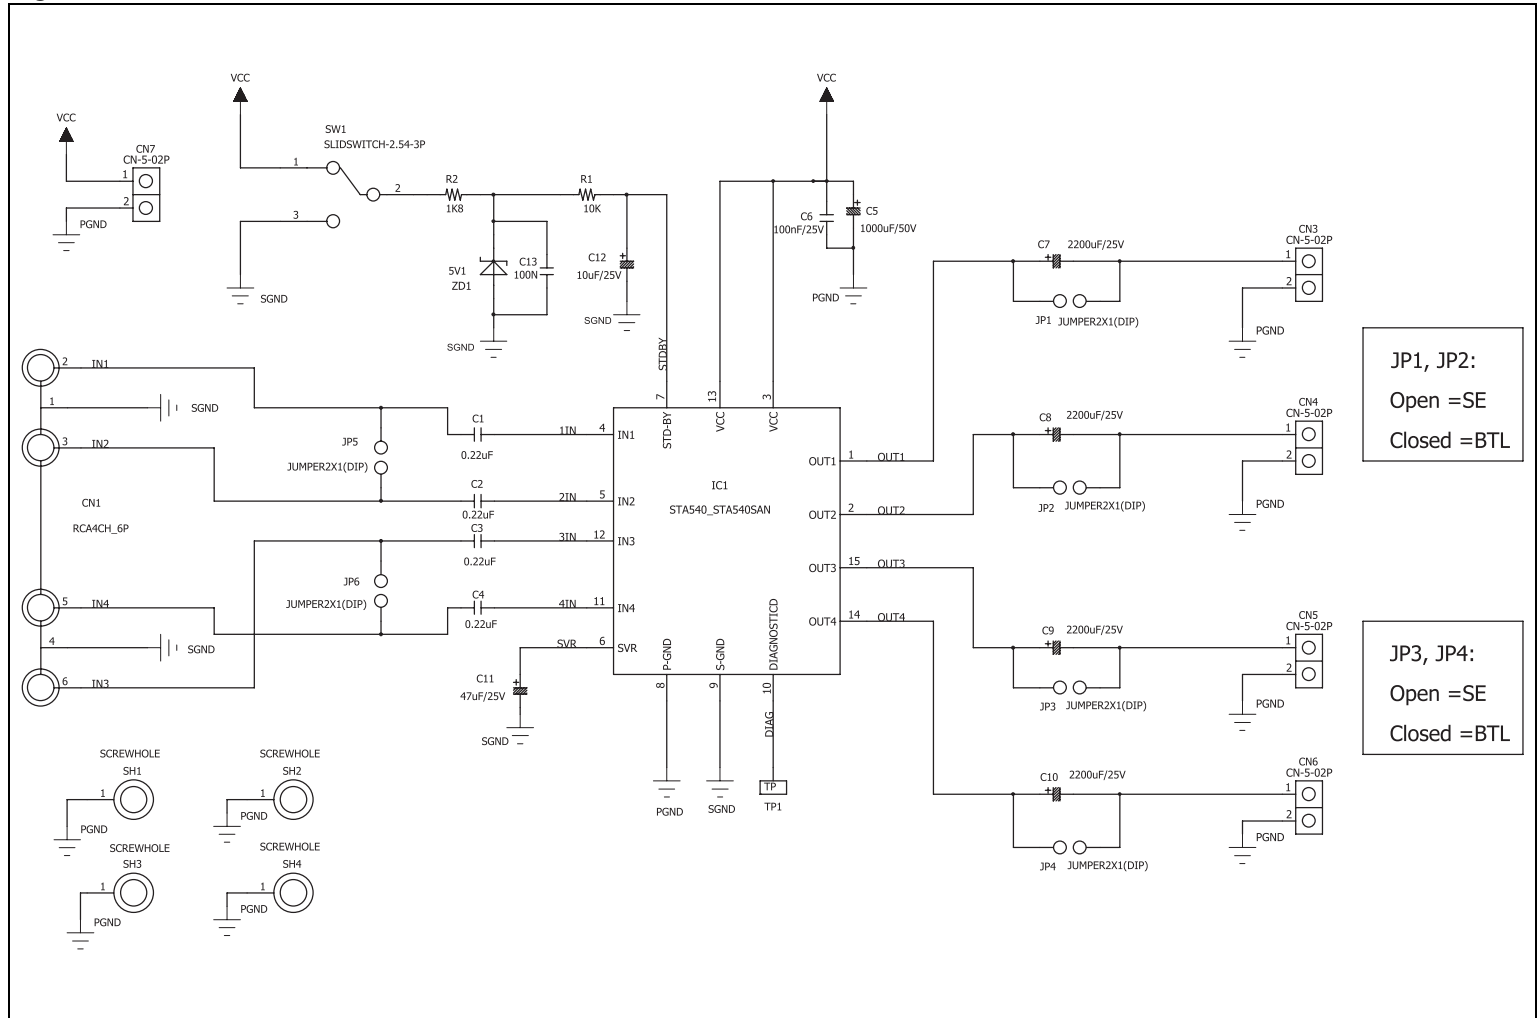 VCC
VCC
VCC
CN7
CN-5-02P
1
2
PGND
SW1
SLIDSWITCH-2.54-3P
1
2
3
SGND
R2
1K8
R1
10K
5V1
ZD1
C13
100N
C12
10uF/25V
SGND
SGND
C6
100nF/25V
C5
1000uF/50V
PGND
STDBY
C7
2200uF/25V
JP1
JUMPER2X1(DIP)
CN3
CN-5-02P
1
2
PGND
JP1, JP2:
Open =SE
Closed =BTL
2
IN1
1
SGND
3
IN2
CN1
RCA4CH_6P
5
IN4
4
SGND
6
IN3
JP5
JUMPER2X1(DIP)
JP6
JUMPER2X1(DIP)
C1
0.22uF
C2
0.22uF
C3
0.22uF
C4
0.22uF
1IN
4
IN1
2IN
5
IN2
3IN
12
IN3
4IN
11
IN4
SVR
6
SVR
C11
47uF/25V
SGND
7
STD-BY
13
VCC
3
VCC
IC1
STA540_STA540SAN
OUT1
1
OUT1
OUT2
2
OUT2
OUT3
15
OUT3
OUT4
14
OUT4
P-GND
8
S-GND
9
DIAGNOSTICD
10
DIAG
PGND
SGND
TP
TP1
C8
2200uF/25V
JP2
JUMPER2X1(DIP)
CN4
CN-5-02P
1
2
PGND
C9
2200uF/25V
JP3
JUMPER2X1(DIP)
CN5
CN-5-02P
1
2
PGND
JP3, JP4:
Open =SE
Closed =BTL
C10
2200uF/25V
JP4
JUMPER2X1(DIP)
CN6
CN-5-02P
1
2
PGND
SCREWHOLE
SH1
1
PGND
SCREWHOLE
SH2
1
PGND
SCREWHOLE
SH3
1
PGND
SCREWHOLE
SH4
1
PGND